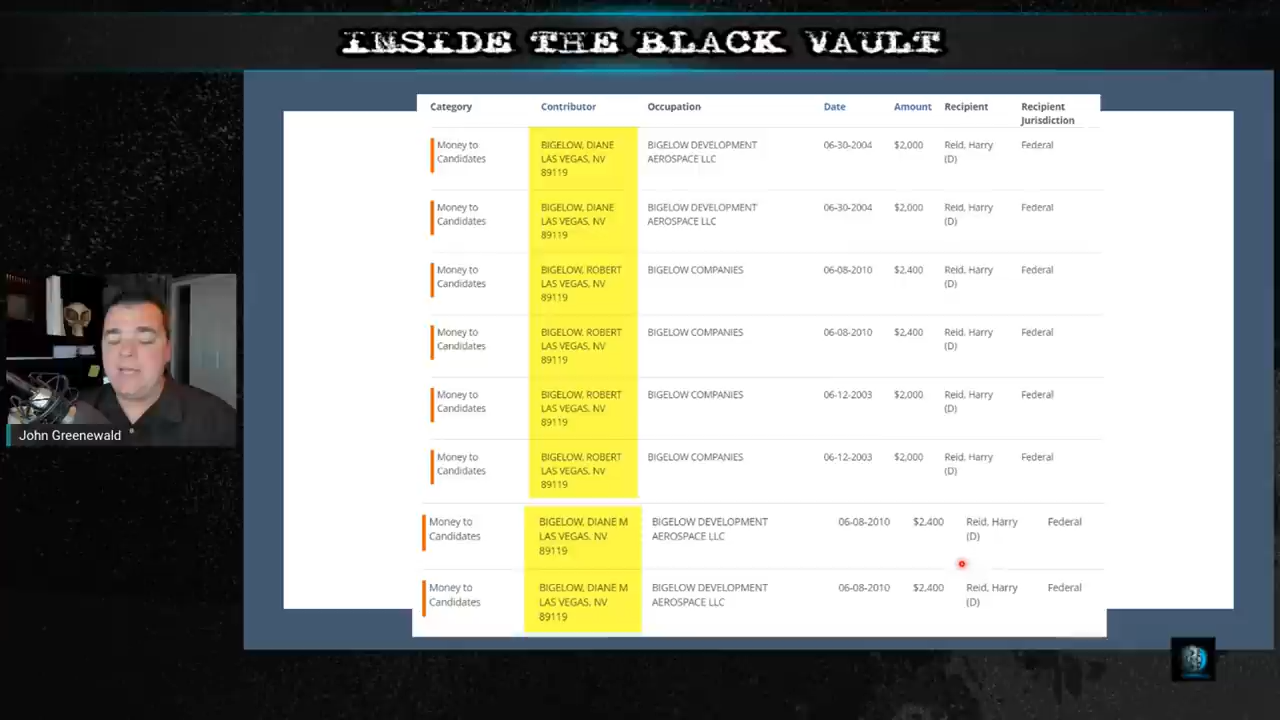 INSIDE THE BLACK VAULT
Category Contributor Occupation Date Amount Recipient Recipient
Jurisdiction
Money to BIGELOW, DIANE BIGELOW DEVELOPMENT 06-30-2004 $2,000 Reid, Harry Federal
Candidates LAS VEGAS, NV AEROSPACE LLC (D)
89119
Money to BIGELOW, DIANE BIGELOW DEVELOPMENT 06-30-2004 $2,000 Reid, Harry Federal
Candidates LAS VEGAS, NV AEROSPACE LLC (D)
89119
Money to BIGELOW, ROBERT BIGELOW COMPANIES 06-08-2010 $2,400 Reid, Harry Federal
Candidates LAS VEGAS, NV (D)
89119
Money to BIGELOW, ROBERT BIGELOW COMPANIES 06-08-2010 $2,400 Reid, Harry Federal
Candidates LAS VEGAS, NV (D)
89119
Money to BIGELOW, ROBERT BIGELOW COMPANIES 06-12-2003 $2,000 Reid, Harry Federal
Candidates LAS VEGAS, NV (D)
89119
Money to BIGELOW, ROBERT BIGELOW COMPANIES 06-12-2003 $2,000 Reid, Harry Federal
Candidates LAS VEGAS, NV (D)
89119
Money to BIGELOW, DIANE M BIGELOW DEVELOPMENT 06-08-2010 $2,400 Reid, Harry Federal
Candidates LAS VEGAS, NV AEROSPACE LLC (D)
89119
Money to BIGELOW, DIANE M BIGELOW DEVELOPMENT 06-08-2010 $2,400 Reid, Harry Federal
Candidates LAS VEGAS, NV AEROSPACE LLC (D)
89119
John Greenewald